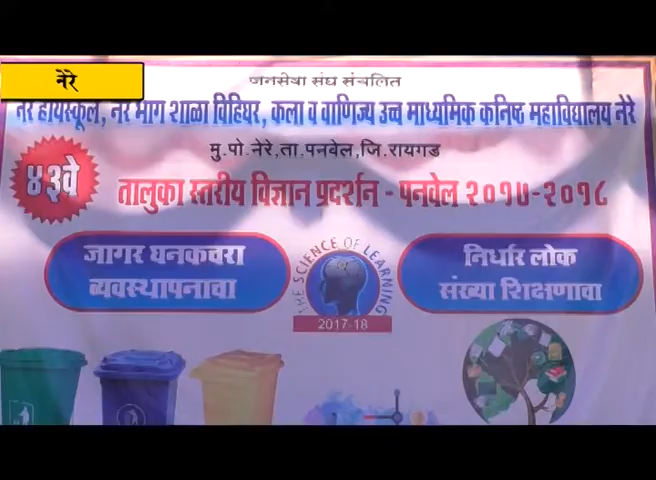 नेरे
जनसेवा संघ संचलित
नेरे हायस्कूल, नेरे माग शाळा विहिघर, कला व वाणिज्य उच्च माध्यमिक कनिष्ठ महाविद्यालय नेरे
मु.पो.नेरे,ता.पनवेल,जि.रायगड
४३वे
तालुका स्तरीय विज्ञान प्रदर्शन - पनवेल २०१७-२०१८
जागर घनकचरा
व्यवस्थापनाचा
THE SCIENCE OF LEARNING
2017-18
निर्धार लोक
संख्या शिक्षणाचा